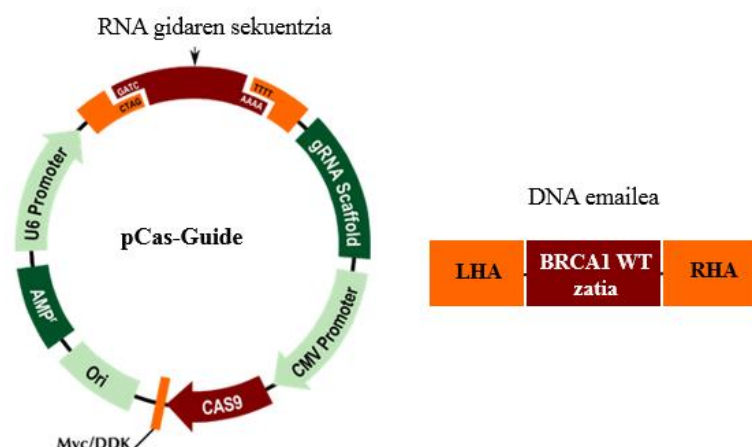 RNA gidaren sekuentzia
GATC
CTAG
TTTT
AAAA
U6 Promoter
gRNA Scaffold
pCas-Guide
AMPʳ
CMV Promoter
Ori
CAS9
Myc/DDK
DNA emailea
LHA
BRCA1 WT
zatia
RHA